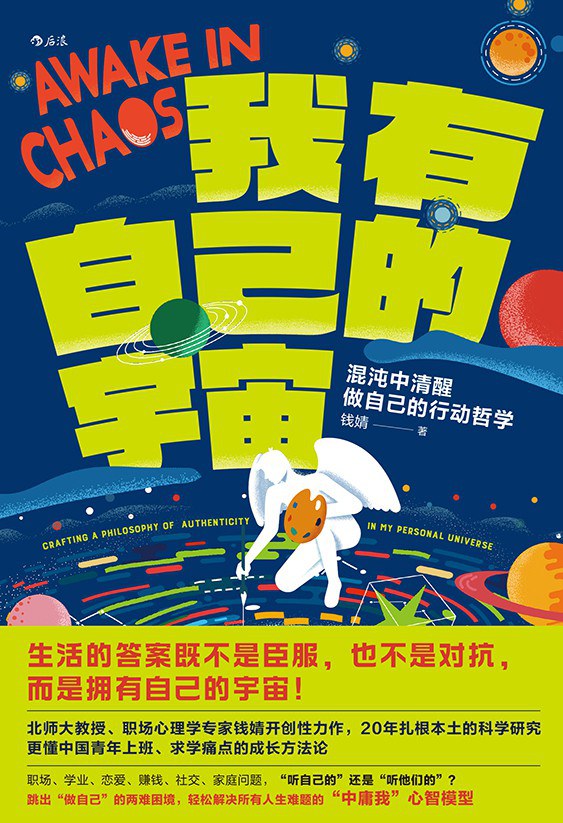 后浪
AWAKE IN
CHAOS
我有
自己的
宇宙
混沌中清醒
做自己的行动哲学
钱婧 著
CRAFTING A PHILOSOPHY OF AUTHENTICITY IN MY PERSONAL UNIVERSE
生活的答案既不是臣服，也不是对抗，
而是拥有自己的宇宙！
北师大教授、职场心理学专家钱婧开创性力作，20年扎根本土的科学研究
更懂中国青年上班、求学痛点的成长方法论
职场、学业、恋爱、赚钱、社交、家庭问题，“听自己的”还是“听他们的”？
跳出“做自己”的两难困境，轻松解决所有人生难题的“中庸我”心智模型